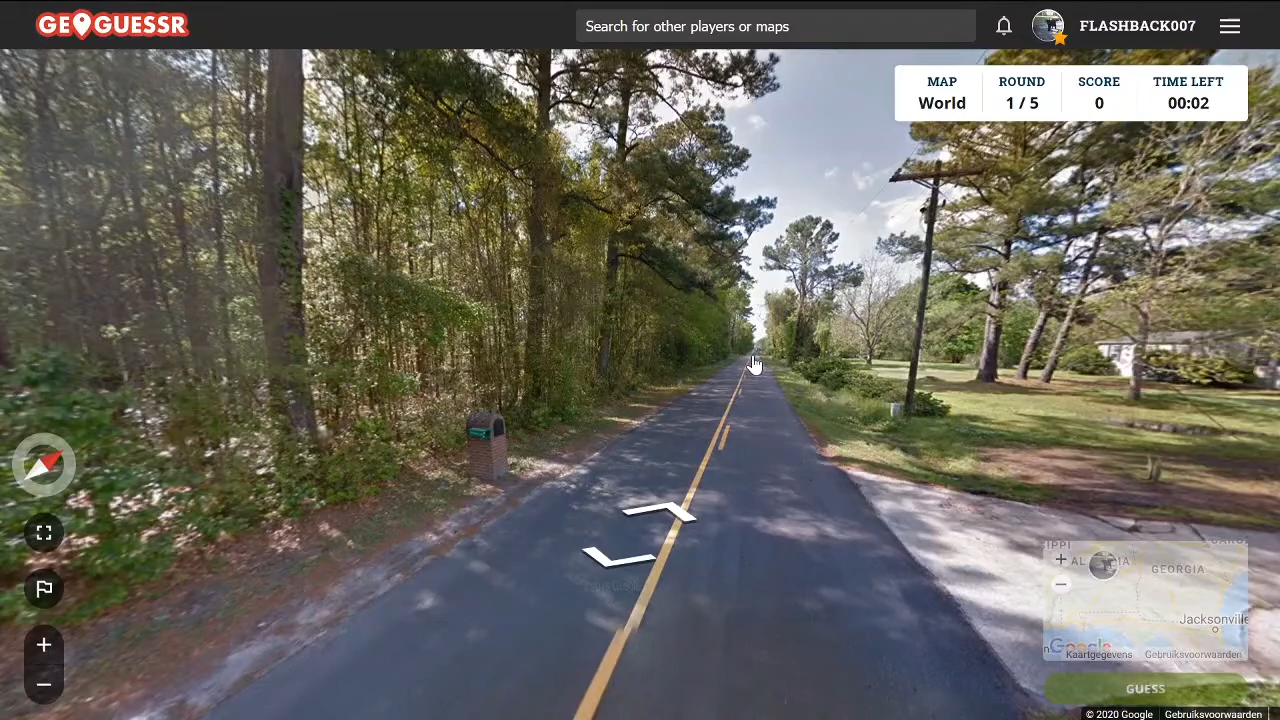 GEOGUESSR
Search for other players or maps
FLASHBACK007
MAP
World
ROUND
1 / 5
SCORE
0
TIME LEFT
00:02
GEORGIA
Jacksonville
Google
Kaartgegevens
Gebruiksvoorwaarden
GUESS
© 2020 Google
Gebruiksvoorwaarden